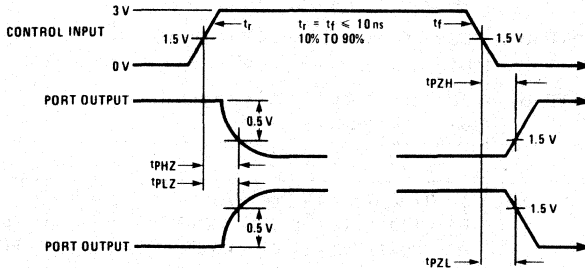 3 V
CONTROL INPUT
tr
tr = tf ≤ 10 ns
10% TO 90%
tf
1.5 V
1.5 V
0 V
tPZH
PORT OUTPUT
0.5 V
1.5 V
tPHZ
tPLZ
1.5 V
0.5 V
PORT OUTPUT
tPZL